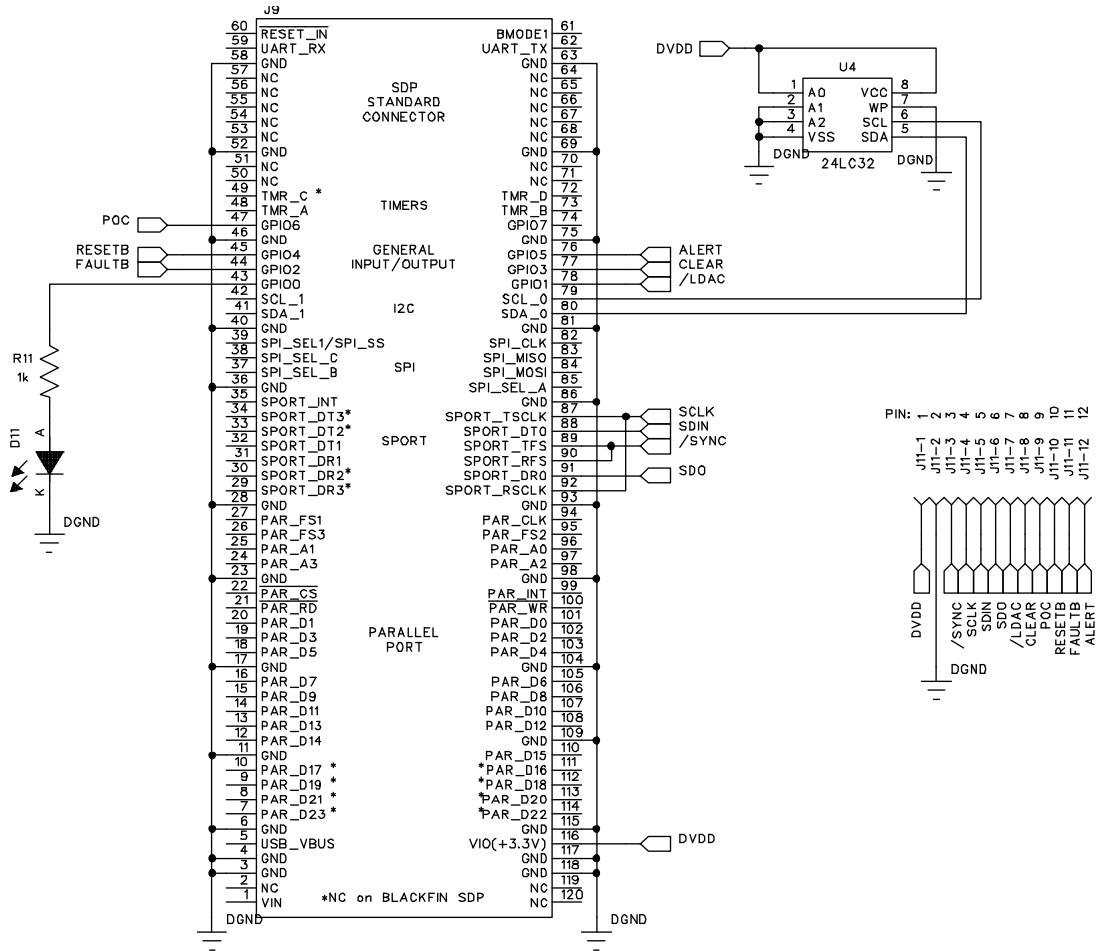 J9
60 RESET_IN BMODE1 61
59 UART_RX UART_TX 62
58 GND GND 63
57 NC NC 64
56 NC SDP NC 65
55 NC STANDARD NC 66
54 NC CONNECTOR NC 67
53 NC NC 68
52 GND GND 69
51 NC NC 70
50 NC NC 71
49 TMR_C * TMR_D 72
48 TMR_A TIMERS TMR_B 73
POC 47 GPIO6 GPIO7 74
46 GND GND 75
RESETB 45 GPIO4 GENERAL GPIO5 76 ALERT
FAULTB 44 GPIO2 INPUT/OUTPUT GPIO3 77 CLEAR
43 GPIO0 GPIO1 78 /LDAC
42 SCL_1 SCL_0 79
41 SDA_1 I2C SDA_0 80
40 GND GND 81
39 SPI_SEL1/SPI_SS SPI_CLK 82
38 SPI_SEL_C SPI_MISO 83
37 SPI_SEL_B SPI SPI_MOSI 84
36 GND SPI_SEL_A 85
35 SPORT_INT GND 86
34 SPORT_DT3* SPORT_TSCLK 87 SCLK
33 SPORT_DT2* SPORT_DT0 88 SDIN
32 SPORT_DT1 SPORT SPORT_TFS 89 /SYNC
31 SPORT_DR1 SPORT_RFS 90
30 SPORT_DR2* SPORT_DR0 91 SDO
29 SPORT_DR3* SPORT_RSCLK 92
28 GND GND 93
27 PAR_FS1 PAR_CLK 94
26 PAR_FS3 PAR_FS2 95
25 PAR_A1 PAR_A0 96
24 PAR_A3 PAR_A2 97
23 GND GND 98
22 PAR_CS PAR_INT 99
21 PAR_RD PAR_WR 100
20 PAR_D1 PAR_D0 101
19 PAR_D3 PARALLEL PAR_D2 102
18 PAR_D5 PORT PAR_D4 103
17 GND GND 104
16 PAR_D7 PAR_D6 105
15 PAR_D9 PAR_D8 106
14 PAR_D11 PAR_D10 107
13 PAR_D13 PAR_D12 108
12 PAR_D14 GND 109
11 GND PAR_D15 110
10 PAR_D17 * *PAR_D16 111
9 PAR_D19 * *PAR_D18 112
8 PAR_D21 * *PAR_D20 113
7 PAR_D23 * *PAR_D22 114
6 GND GND 115
5 USB_VBUS VIO(+3.3V) 116 DVDD
4 GND GND 117
3 GND GND 118
2 NC NC 119
1 VIN *NC on BLACKFIN SDP NC 120
DGND DGND
R11
1k
D11
A
K
DGND
DVDD
U4
1 A0 VCC 8
2 A1 WP 7
3 A2 SCL 6
4 VSS SDA 5
DGND 24LC32 DGND
PIN: 1 2 3 4 5 6 7 8 9 10 11 12
J11-1 J11-2 J11-3 J11-4 J11-5 J11-6 J11-7 J11-8 J11-9 J11-10 J11-11 J11-12
DVDD /SYNC SCLK SDIN SDO /LDAC CLEAR POC RESETB FAULTB ALERT
DGND